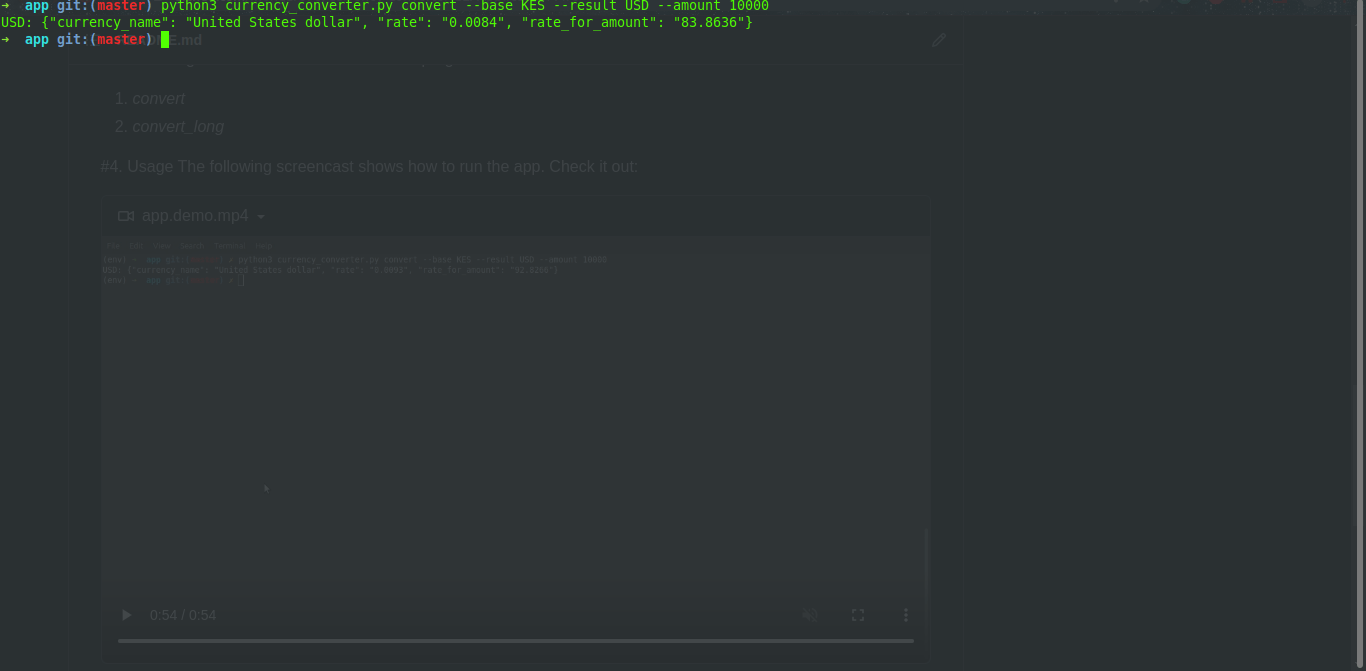 ➜ app git:(master) python3 currency_converter.py convert --base KES --result USD --amount 10000
USD: {"currency_name": "United States dollar", "rate": "0.0084", "rate_for_amount": "83.8636"}
➜ app git:(master)
E.md
1. convert
2. convert_long
#4. Usage The following screencast shows how to run the app. Check it out:
app.demo.mp4
(env) ➜ app git:(master) ✗ python3 currency_converter.py convert --base KES --result USD --amount 10000
USD: {"currency_name": "United States dollar", "rate": "0.0093", "rate_for_amount":
(env) ➜ app git:(master) ✗
0:54 / 0:54